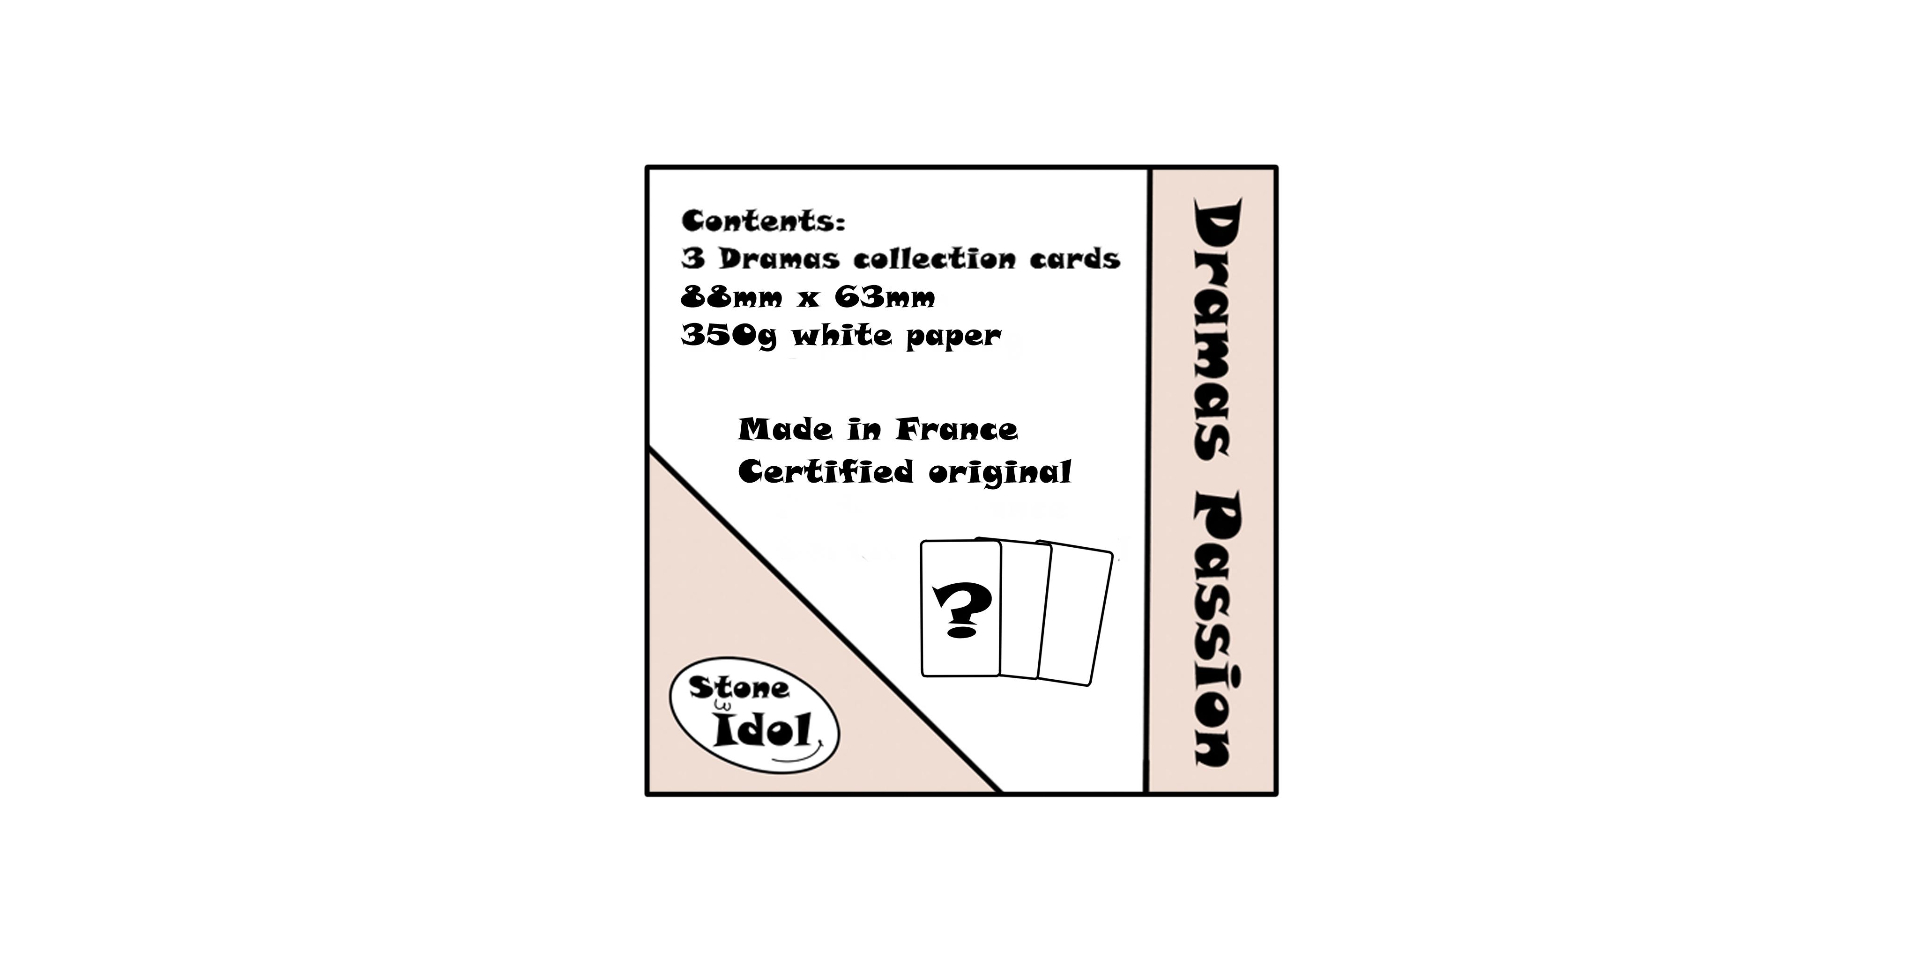 Contents:
3 Dramas collection cards
88mm x 63mm
350g white paper
Made in France
Certified original
?
Stone
Idol
Dramas Passion